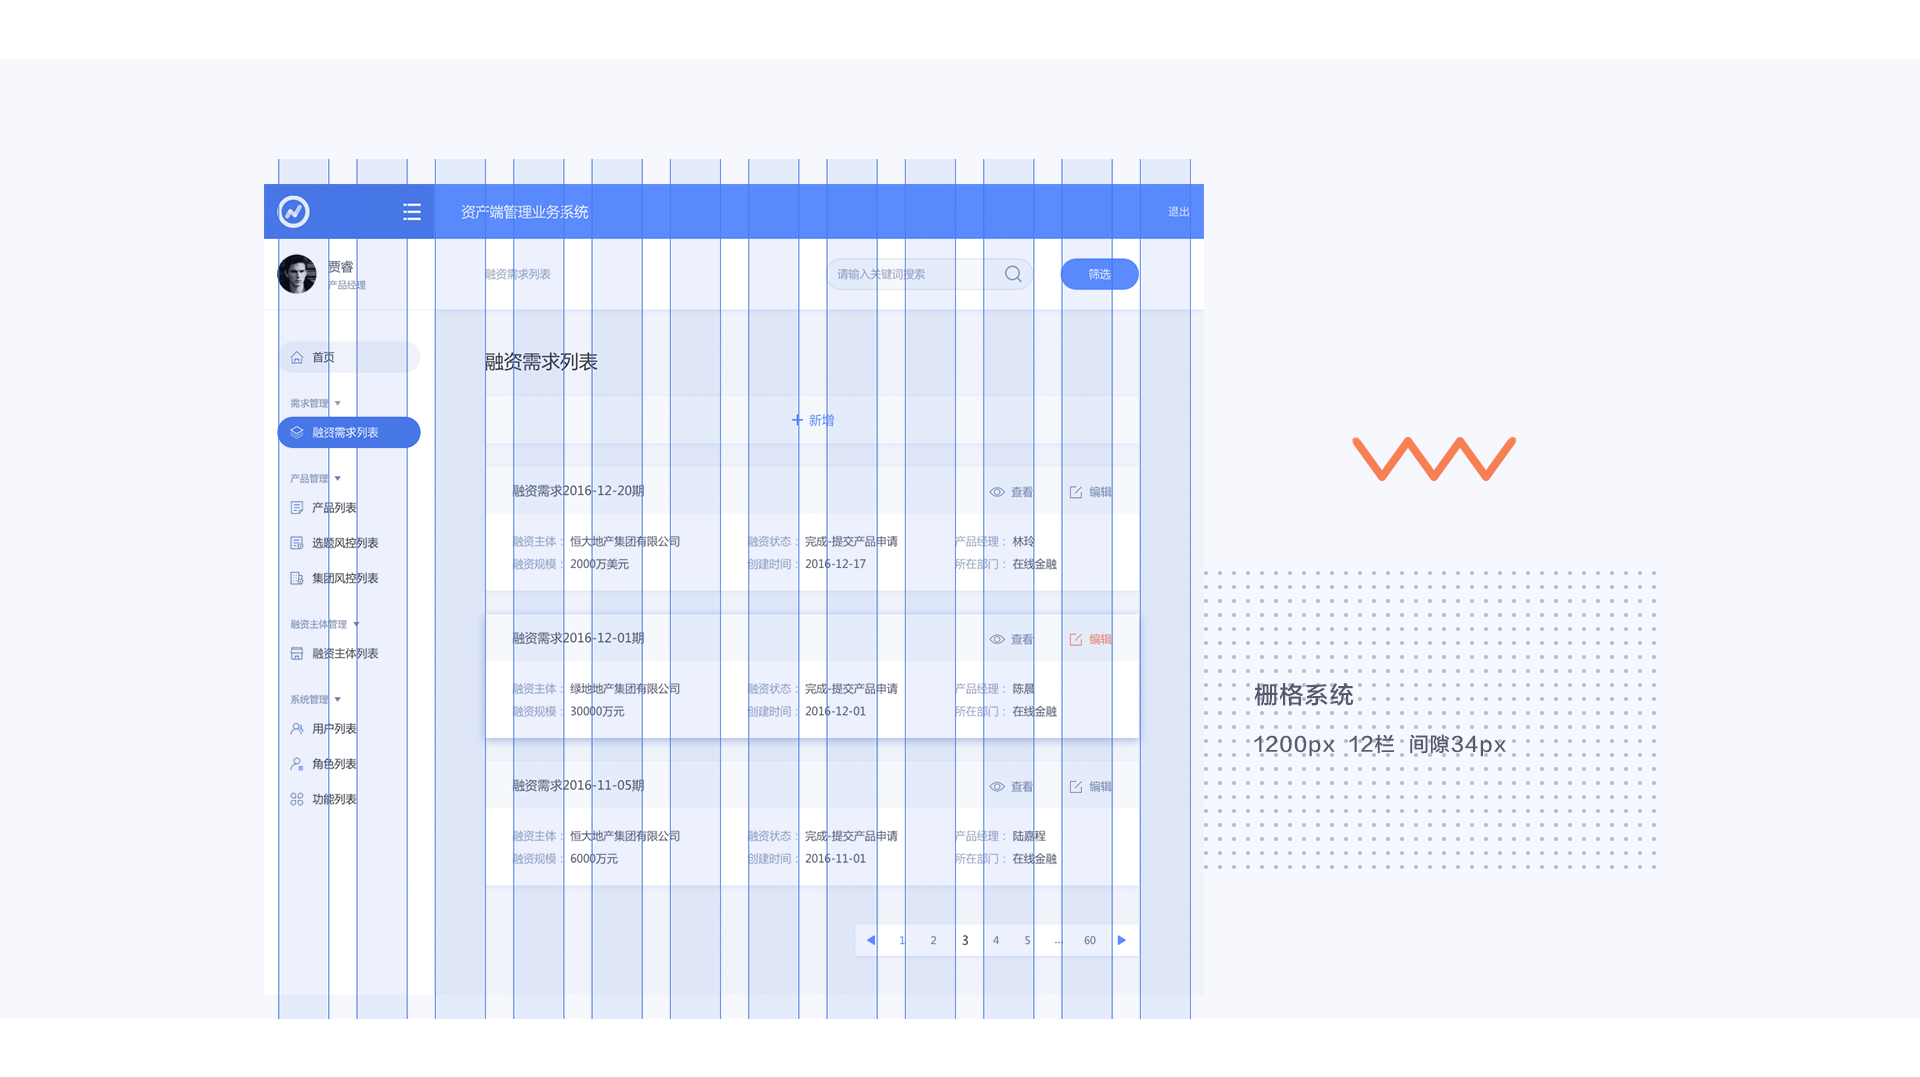 资产端管理业务系统
退出
贾睿
产品经理
融资需求列表
请输入关键词搜索
筛选
首页
需求管理
融资需求列表
产品管理
产品列表
选题风控列表
集团风控列表
融资主体管理
融资主体列表
系统管理
用户列表
角色列表
功能列表
融资需求列表
新增
融资需求2016-12-20期 查看 编辑
融资主体： 恒大地产集团有限公司 融资状态： 完成-提交产品申请 产品经理： 林玲
融资规模： 2000万美元 创建时间： 2016-12-17 所在部门： 在线金融
融资需求2016-12-01期 查看 编辑
融资主体： 绿地地产集团有限公司 融资状态： 完成-提交产品申请 产品经理： 陈晨
融资规模： 30000万元 创建时间： 2016-12-01 所在部门： 在线金融
融资需求2016-11-05期 查看 编辑
融资主体： 恒大地产集团有限公司 融资状态： 完成-提交产品申请 产品经理： 陆嘉程
融资规模： 6000万元 创建时间： 2016-11-01 所在部门： 在线金融
1 2 3 4 5 ... 60
栅格系统
1200px 12栏 间隙34px